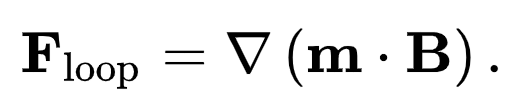 𝐅_loop = ∇ (𝐦 · 𝐁) .